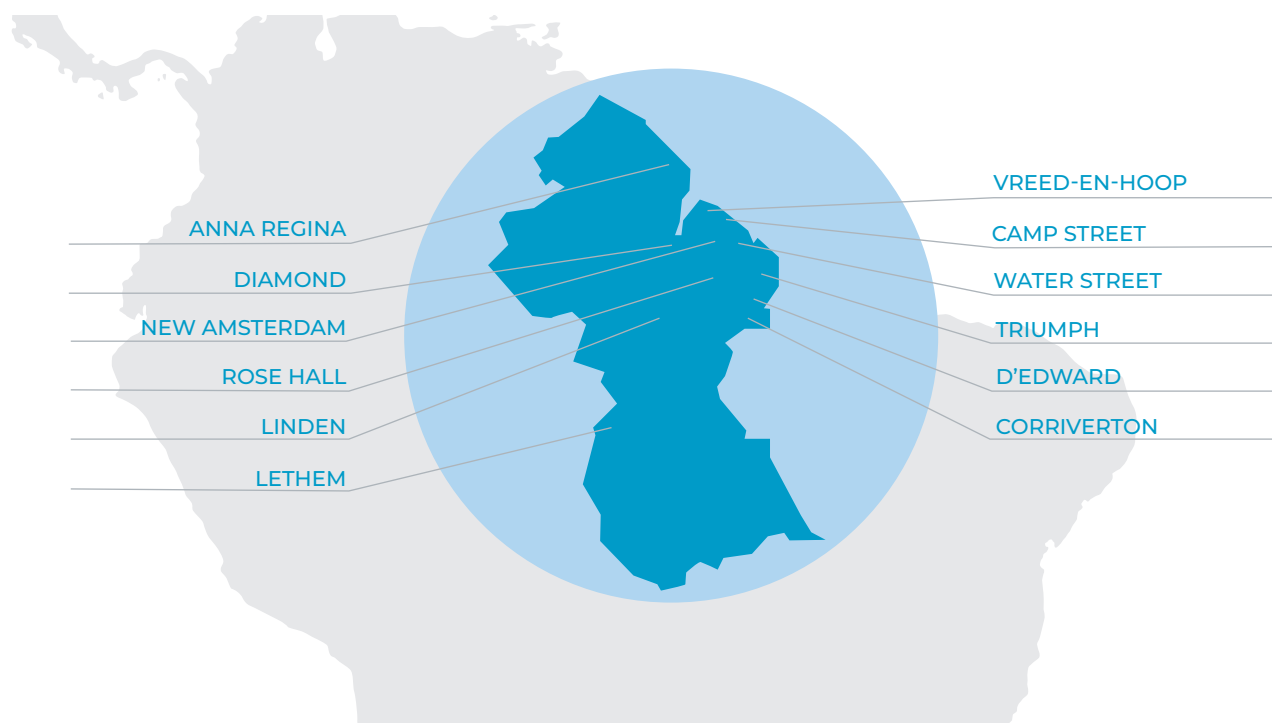 ANNA REGINA
DIAMOND
NEW AMSTERDAM
ROSE HALL
LINDEN
LETHEM
VREED-EN-HOOP
CAMP STREET
WATER STREET
TRIUMPH
D’EDWARD
CORRIVERTON